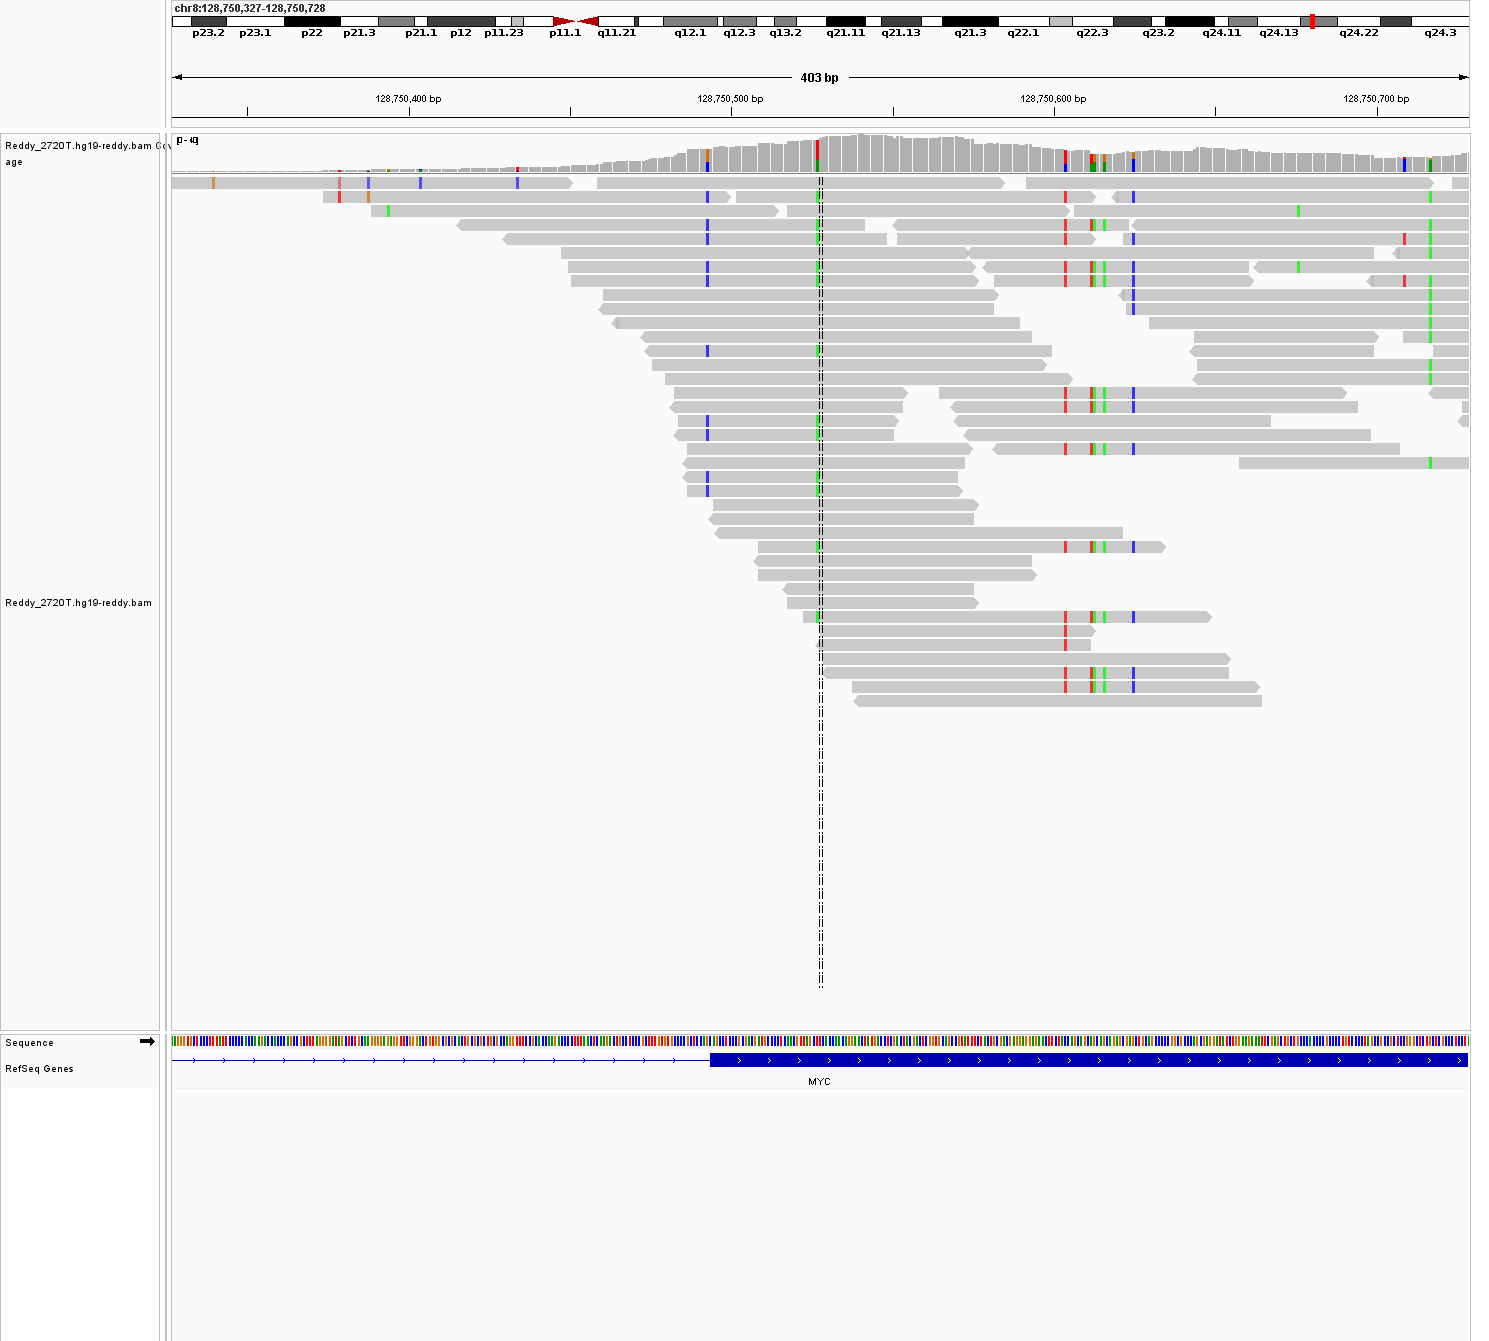 chr8:128,750,327-128,750,728
p23.2 p23.1 p22 p21.3 p21.1 p12 p11.23 p11.1 q11.21 q12.1 q12.3 q13.2 q21.11 q21.13 q21.3 q22.1 q22.3 q23.2 q24.11 q24.13 q24.22 q24.3
403 bp
128,750,400 bp 128,750,500 bp 128,750,600 bp 128,750,700 bp
Reddy_2720T.hg19-reddy.bam Cov
age
Reddy_2720T.hg19-reddy.bam
Sequence
RefSeq Genes
MYC